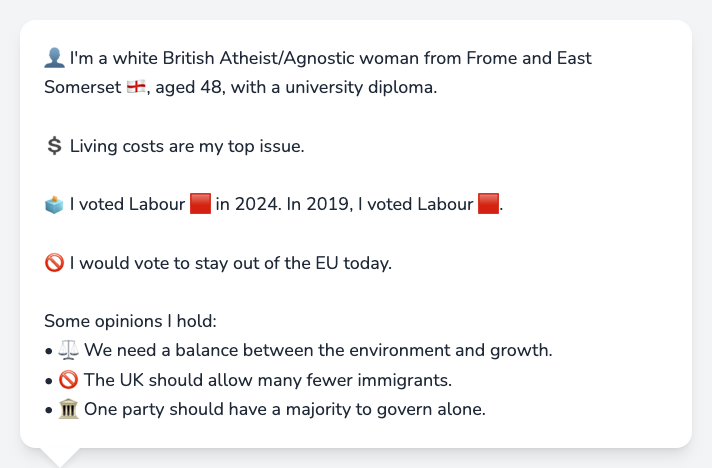 👤 I'm a white British Atheist/Agnostic woman from Frome and East
Somerset 🏴󠁧󠁢󠁥󠁮󠁧󠁿, aged 48, with a university diploma.
💲 Living costs are my top issue.
🗳️ I voted Labour 🟥 in 2024. In 2019, I voted Labour 🟥.
🚫 I would vote to stay out of the EU today.
Some opinions I hold:
• ⚖️ We need a balance between the environment and growth.
• 🚫 The UK should allow many fewer immigrants.
• 🏛️ One party should have a majority to govern alone.